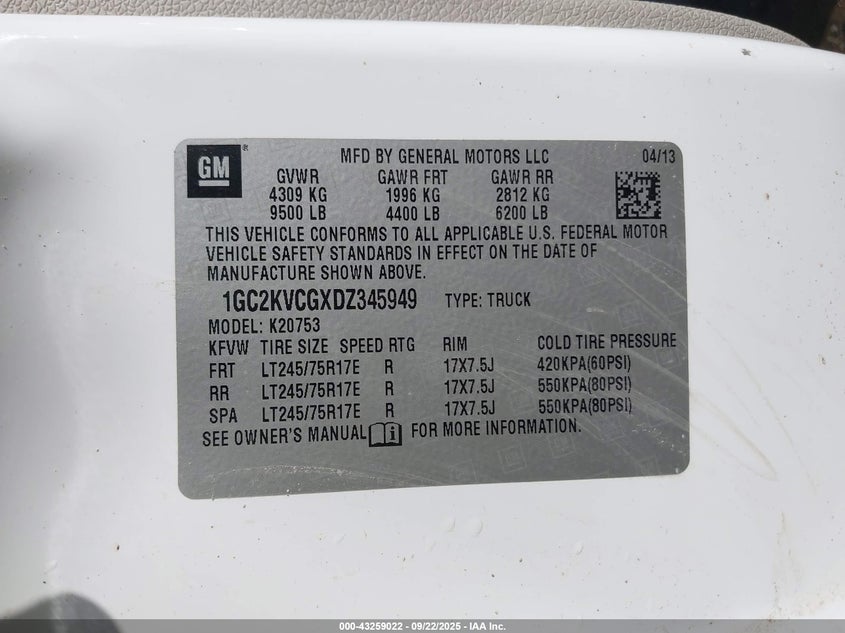 GM ®
MFD BY GENERAL MOTORS LLC 04/13
GVWR GAWR FRT GAWR RR
4309 KG 1996 KG 2812 KG
9500 LB 4400 LB 6200 LB
THIS VEHICLE CONFORMS TO ALL APPLICABLE U.S. FEDERAL MOTOR
VEHICLE SAFETY STANDARDS IN EFFECT ON THE DATE OF
MANUFACTURE SHOWN ABOVE.
1GC2KVCGXDZ345949 TYPE: TRUCK
MODEL: K20753
KFVW TIRE SIZE SPEED RTG RIM COLD TIRE PRESSURE
FRT LT245/75R17E R 17X7.5J 420KPA(60PSI)
RR LT245/75R17E R 17X7.5J 550KPA(80PSI)
SPA LT245/75R17E R 17X7.5J 550KPA(80PSI)
SEE OWNER'S MANUAL i FOR MORE INFORMATION.
000-43259022 - 09/22/2025 - IAA Inc.